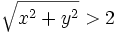 √(x² + y²) > 2